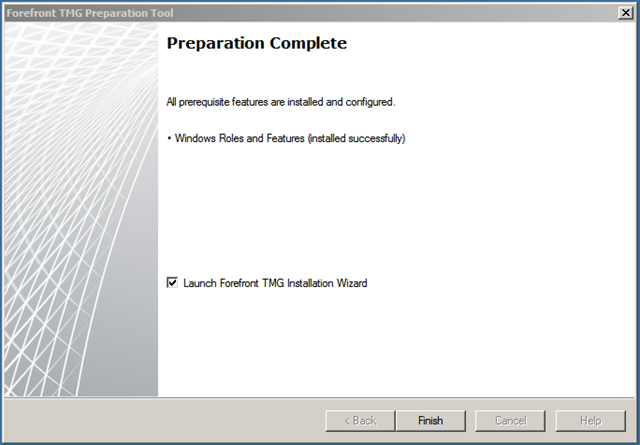 Forefront TMG Preparation Tool
Preparation Complete
All prerequisite features are installed and configured.
• Windows Roles and Features (installed successfully)
Launch Forefront TMG Installation Wizard
< Back Finish Cancel Help